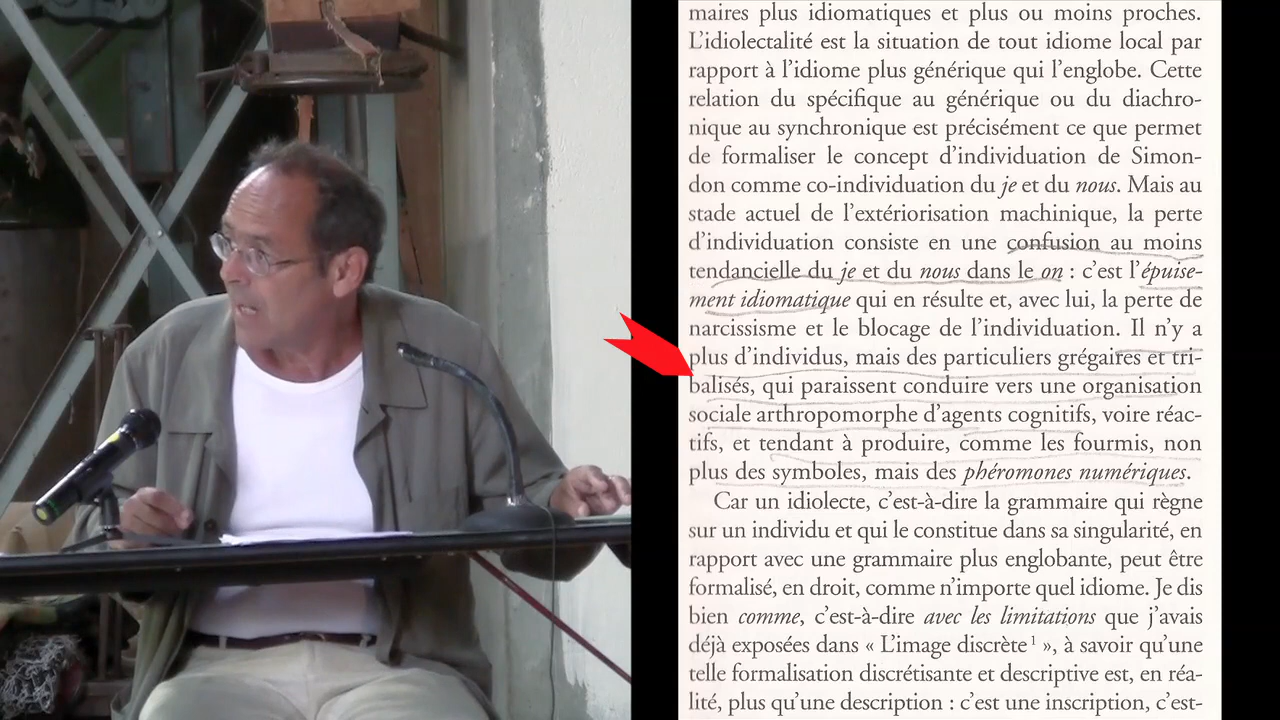 maires plus idiomatiques et plus ou moins proches.
L'idiolectalité est la situation de tout idiome local par
rapport à l'idiome plus générique qui l'englobe. Cette
relation du spécifique au générique ou du diachro-
nique au synchronique est précisément ce que permet
de formaliser le concept d'individuation de Simon-
don comme co-individuation du je et du nous. Mais au
stade actuel de l'extériorisation machinique, la perte
d'individuation consiste en une confusion au moins
tendancielle du je et du nous dans le on : c'est l'épuise-
ment idiomatique qui en résulte et, avec lui, la perte de
narcissisme et le blocage de l'individuation. Il n'y a
plus d'individus, mais des particuliers grégaires et tri-
balisés, qui paraissent conduire vers une organisation
sociale arthropomorphe d'agents cognitifs, voire réac-
tifs, et tendant à produire, comme les fourmis, non
plus des symboles, mais des phéromones numériques.
Car un idiolecte, c'est-à-dire la grammaire qui règne
sur un individu et qui le constitue dans sa singularité, en
rapport avec une grammaire plus englobante, peut être
formalisé, en droit, comme n'importe quel idiome. Je dis
bien comme, c'est-à-dire avec les limitations que j'avais
déjà exposées dans « L'image discrète¹ », à savoir qu'une
telle formalisation discrétisante et descriptive est, en réa-
lité, plus qu'une description : c'est une inscription, c'est-